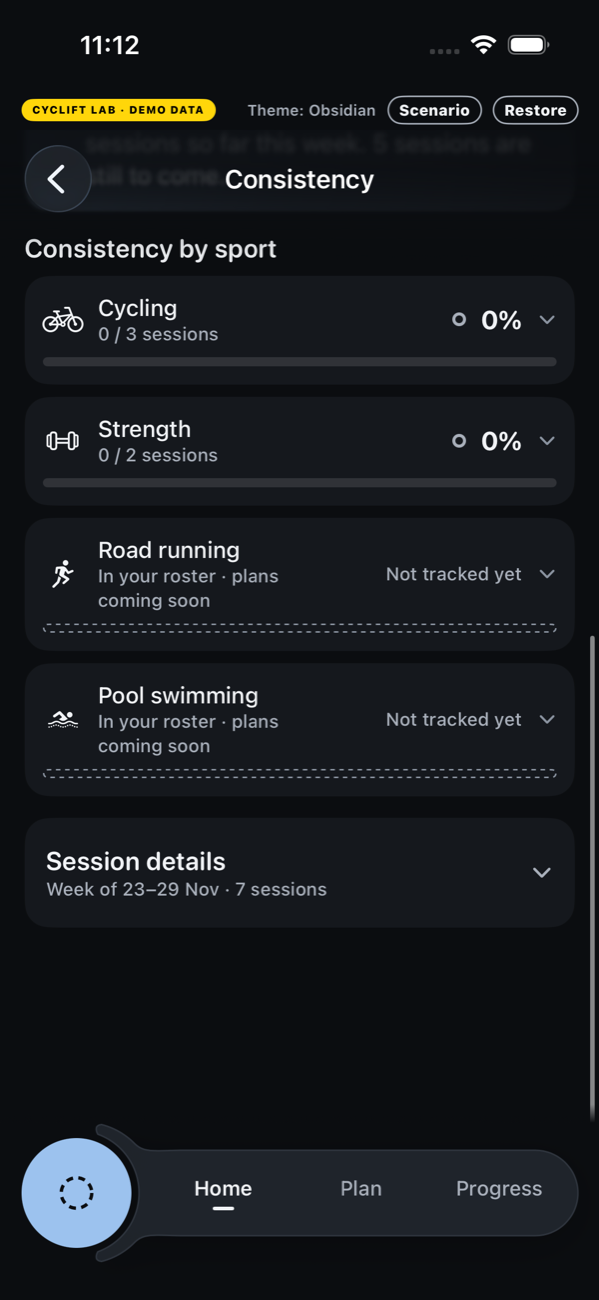 11:12
CYCLIFT LAB · DEMO DATA
Theme: Obsidian
Scenario
Restore
sessions so far this week. 5 sessions are
still to come.
Consistency
Consistency by sport
Cycling
0 / 3 sessions
0%
Strength
0 / 2 sessions
0%
Road running
In your roster · plans
coming soon
Not tracked yet
Pool swimming
In your roster · plans
coming soon
Not tracked yet
Session details
Week of 23–29 Nov · 7 sessions
Home
Plan
Progress